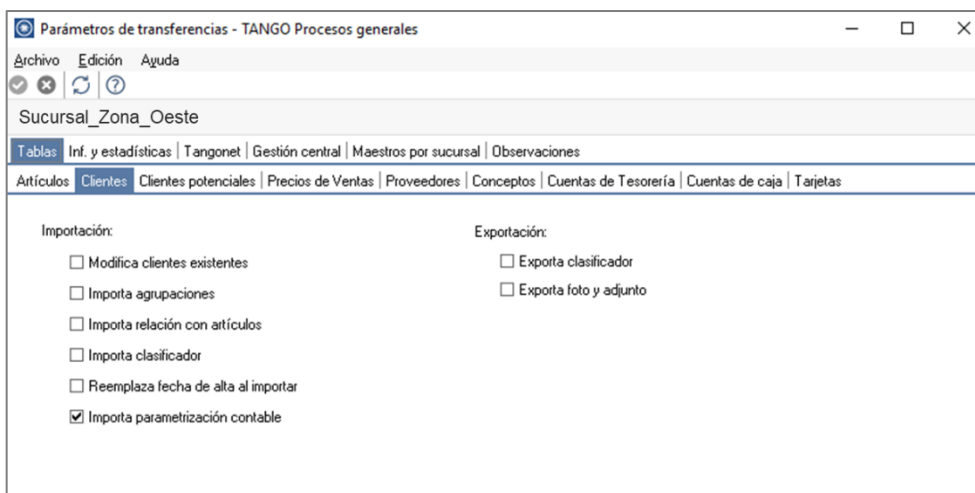 Parámetros de transferencias - TANGO Procesos generales
Archivo Edición Ayuda
Sucursal_Zona_Oeste
Tablas Inf. y estadísticas | Tangonet | Gestión central | Maestros por sucursal | Observaciones
Artículos Clientes Clientes potenciales | Precios de Ventas | Proveedores | Conceptos | Cuentas de Tesorería | Cuentas de caja | Tarjetas
Importación:
Modifica clientes existentes
Importa agrupaciones
Importa relación con artículos
Importa clasificador
Reemplaza fecha de alta al importar
Importa parametrización contable
Exportación:
Exporta clasificador
Exporta foto y adjunto